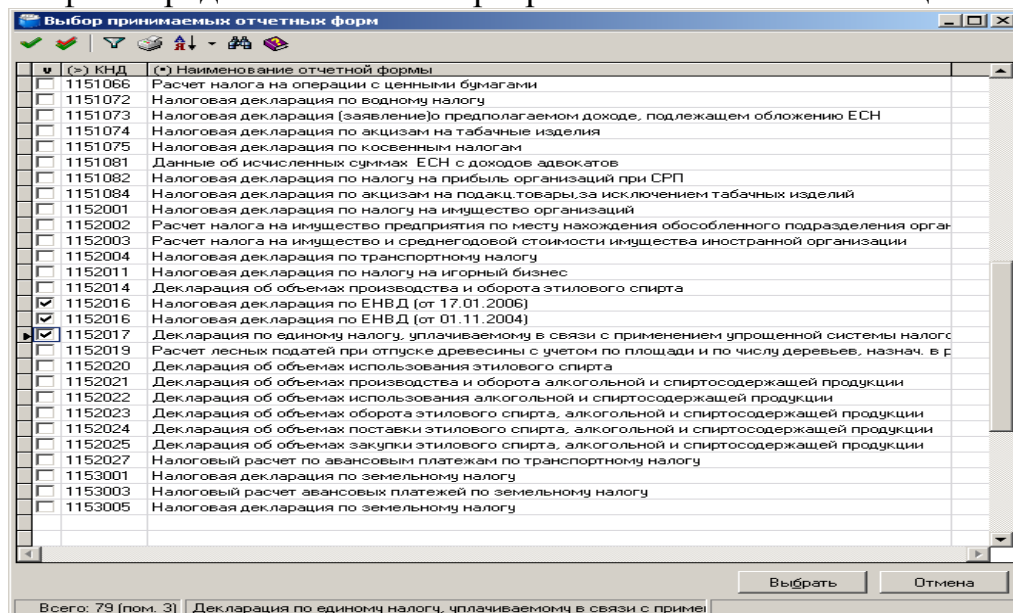 Выбор принимаемых отчетных форм
(>) КНД (•) Наименование отчетной формы
1151066 Расчет налога на операции с ценными бумагами
1151072 Налоговая декларация по водному налогу
1151073 Налоговая декларация (заявление)о предполагаемом доходе, подлежащем обложению ЕСН
1151074 Налоговая декларация по акцизам на табачные изделия
1151075 Налоговая декларация по косвенным налогам
1151081 Данные об исчисленных суммах ЕСН с доходов адвокатов
1151082 Налоговая декларация по налогу на прибыль организаций при СРП
1151084 Налоговая декларация по акцизам на подакц.товары,за исключением табачных изделий
1152001 Налоговая декларация по налогу на имущество организаций
1152002 Расчет налога на имущество предприятия по месту нахождения обособленного подразделения орган
1152003 Расчет налога на имущество и среднегодовой стоимости имущества иностранной организации
1152004 Налоговая декларация по транспортному налогу
1152011 Налоговая декларация по налогу на игорный бизнес
1152014 Декларация об объемах производства и оборота этилового спирта
1152016 Налоговая декларация по ЕНВД (от 17.01.2006)
1152016 Налоговая декларация по ЕНВД (от 01.11.2004)
1152017 Декларация по единому налогу, уплачиваемому в связи с применением упрощенной системы налого
1152019 Расчет лесных податей при отпуске древесины с учетом по площади и по числу деревьев, назнач. в р
1152020 Декларация об объемах использования этилового спирта
1152021 Декларация об объемах производства и оборота алкогольной и спиртосодержащей продукции
1152022 Декларация об объемах использования алкогольной и спиртосодержащей продукции
1152023 Декларация об объемах оборота этилового спирта, алкогольной и спиртосодержащей продукции
1152024 Декларация об объемах поставки этилового спирта, алкогольной и спиртосодержащей продукции
1152025 Декларация об объемах закупки этилового спирта, алкогольной и спиртосодержащей продукции
1152027 Налоговый расчет по авансовым платежам по транспортному налогу
1153001 Налоговая декларация по земельному налогу
1153003 Налоговый расчет авансовых платежей по земельному налогу
1153005 Налоговая декларация по земельному налогу
Выбрать Отмена
Всего: 79 (пом. 3) Декларация по единому налогу, уплачиваемому в связи с приме